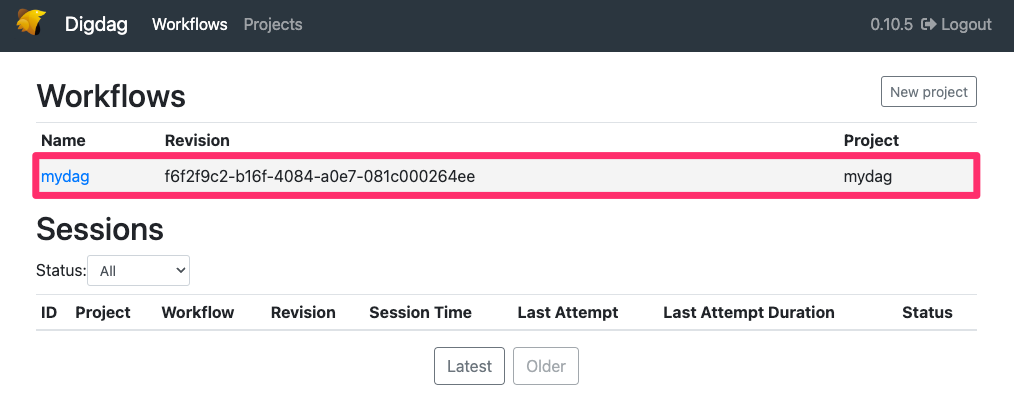 Digdag Workflows Projects 0.10.5 Logout
Workflows New project
Name Revision Project
mydag f6f2f9c2-b16f-4084-a0e7-081c000264ee mydag
Sessions
Status: All
ID Project Workflow Revision Session Time Last Attempt Last Attempt Duration Status
Latest Older